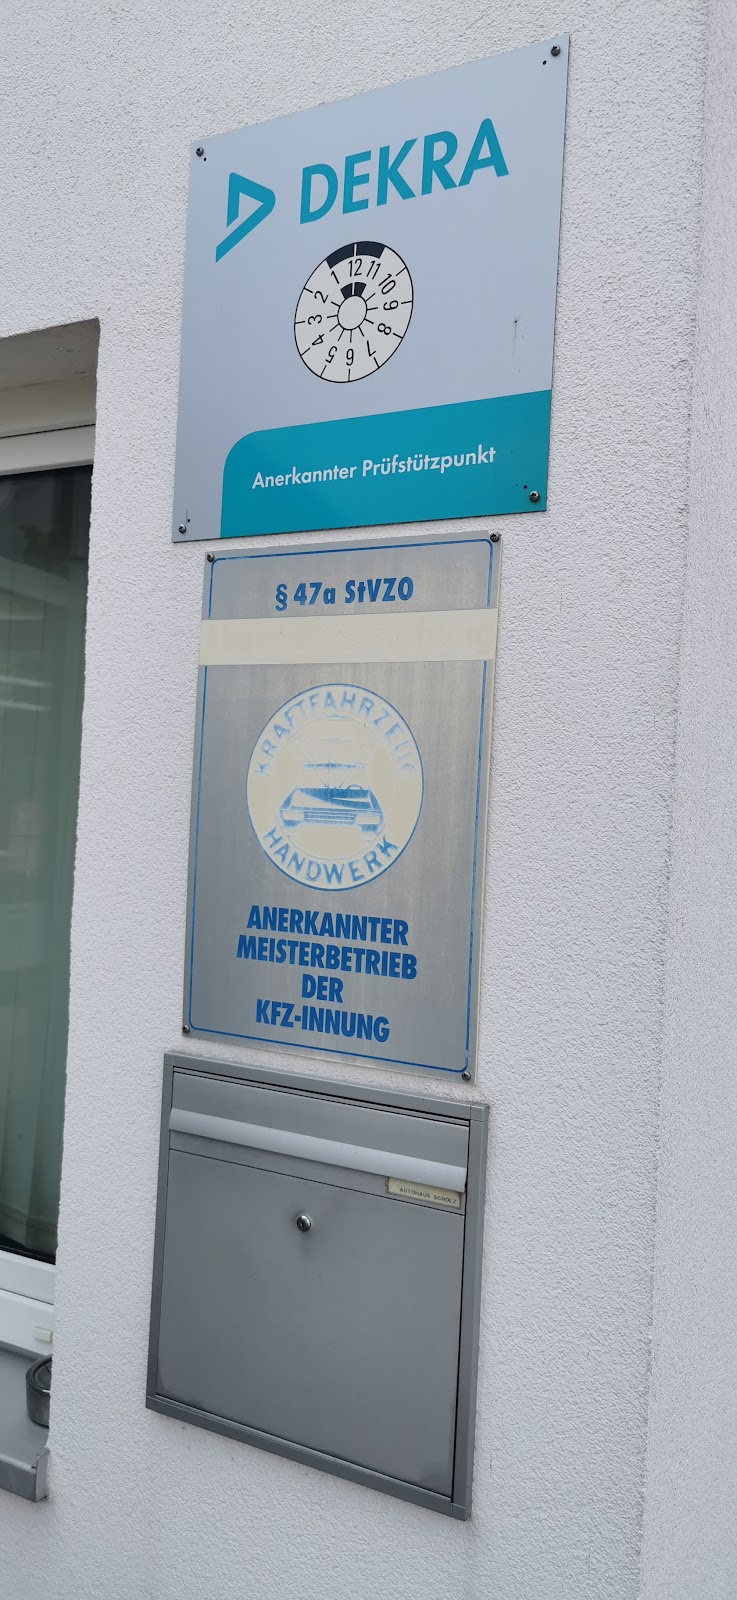 DEKRA
1 12 11 10 9 8 7 6 5 4 3 2
Anerkannter Prüfstützpunkt
§ 47a StVZO
KRAFTFAHRZEUG
HANDWERK
ANERKANNTER
MEISTERBETRIEB
DER
KFZ-INNUNG
AUTOHAUS SCHOLZ